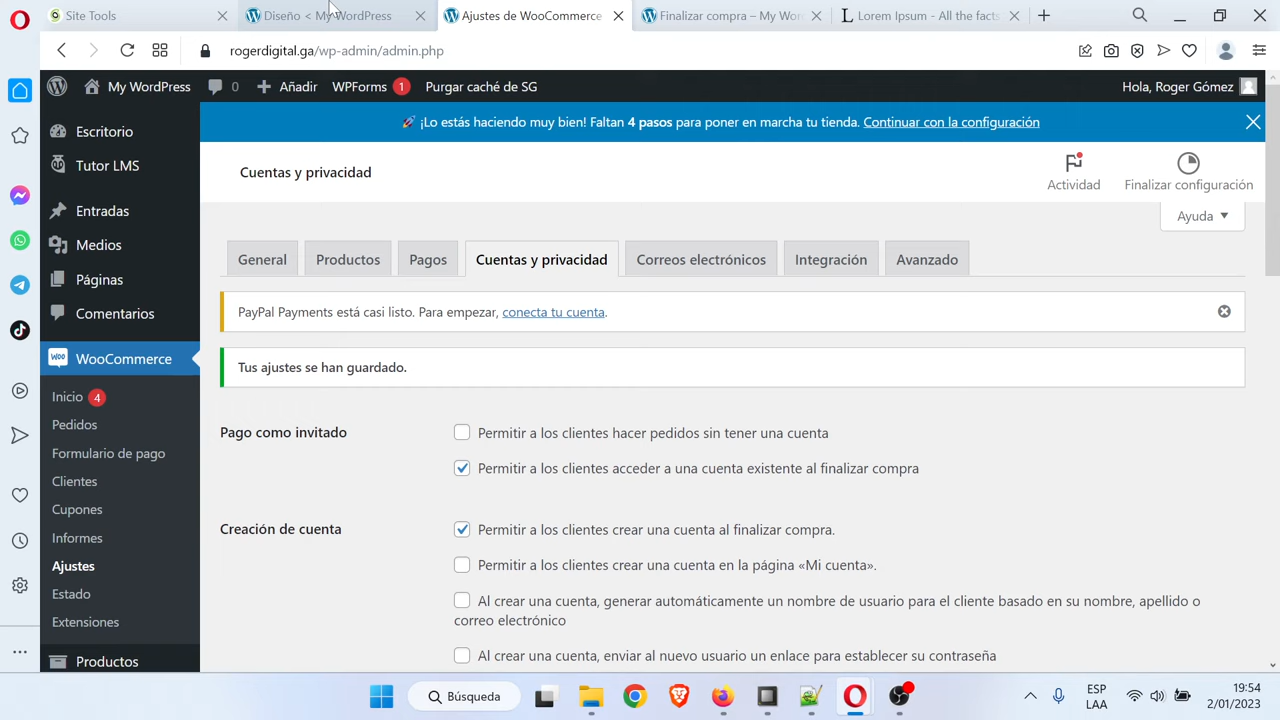 Site Tools
Diseño < My WordPress
Ajustes de WooCommerce
Finalizar compra – My Wor
Lorem Ipsum - All the facts
rogerdigital.ga/wp-admin/admin.php
My WordPress
0
Añadir
WPForms 1
Purgar caché de SG
Hola, Roger Gómez
¡Lo estás haciendo muy bien! Faltan 4 pasos para poner en marcha tu tienda. Continuar con la configuración
Escritorio
Tutor LMS
Entradas
Medios
Páginas
Comentarios
WooCommerce
Inicio 4
Pedidos
Formulario de pago
Clientes
Cupones
Informes
Ajustes
Estado
Extensiones
Productos
Cuentas y privacidad
Actividad
Finalizar configuración
Ayuda
General
Productos
Pagos
Cuentas y privacidad
Correos electrónicos
Integración
Avanzado
PayPal Payments está casi listo. Para empezar, conecta tu cuenta.
Tus ajustes se han guardado.
Pago como invitado
Permitir a los clientes hacer pedidos sin tener una cuenta
Permitir a los clientes acceder a una cuenta existente al finalizar compra
Creación de cuenta
Permitir a los clientes crear una cuenta al finalizar compra.
Permitir a los clientes crear una cuenta en la página «Mi cuenta».
Al crear una cuenta, generar automáticamente un nombre de usuario para el cliente basado en su nombre, apellido o
correo electrónico
Al crear una cuenta, enviar al nuevo usuario un enlace para establecer su contraseña
Búsqueda
ESP
LAA
19:54
2/01/2023